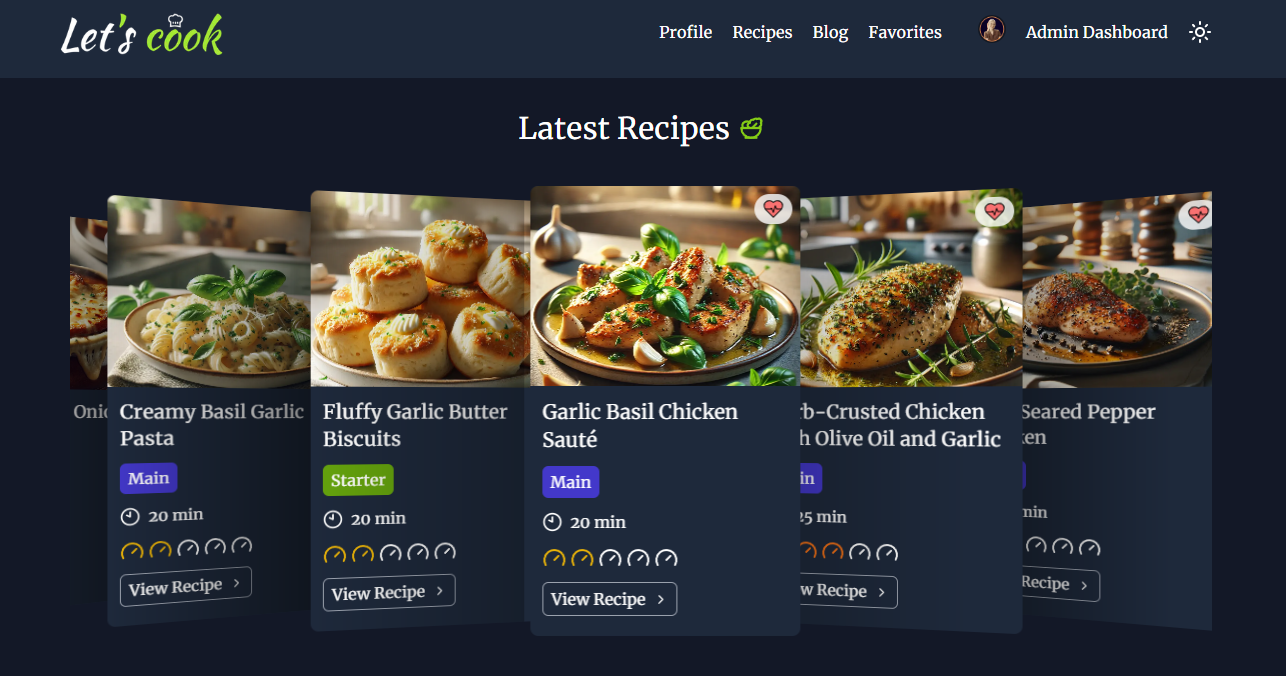 Let's cook
Profile Recipes Blog Favorites Admin Dashboard
Latest Recipes
Creamy Basil Garlic
Pasta
Main
20 min
View Recipe
Fluffy Garlic Butter
Biscuits
Starter
20 min
View Recipe
Garlic Basil Chicken
Sauté
Main
20 min
View Recipe
rb-Crusted Chicken
h Olive Oil and Garlic
in
25 min
w Recipe
Seared Pepper
ken
min
Recipe